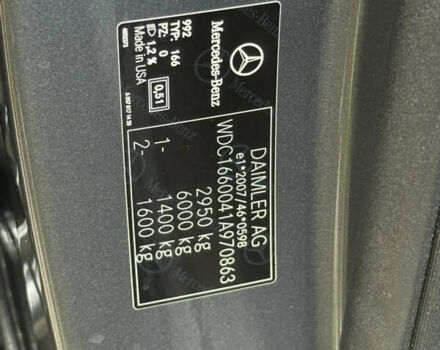 DAIMLER AG
e1*2007/46*0598
WDC1660041A970863
2950 kg
6000 kg
1- 1400 kg
2- 1600 kg
Mercedes-Benz
992
TYP: 166
PZ: 0
1,2 %
Made in USA
0,51